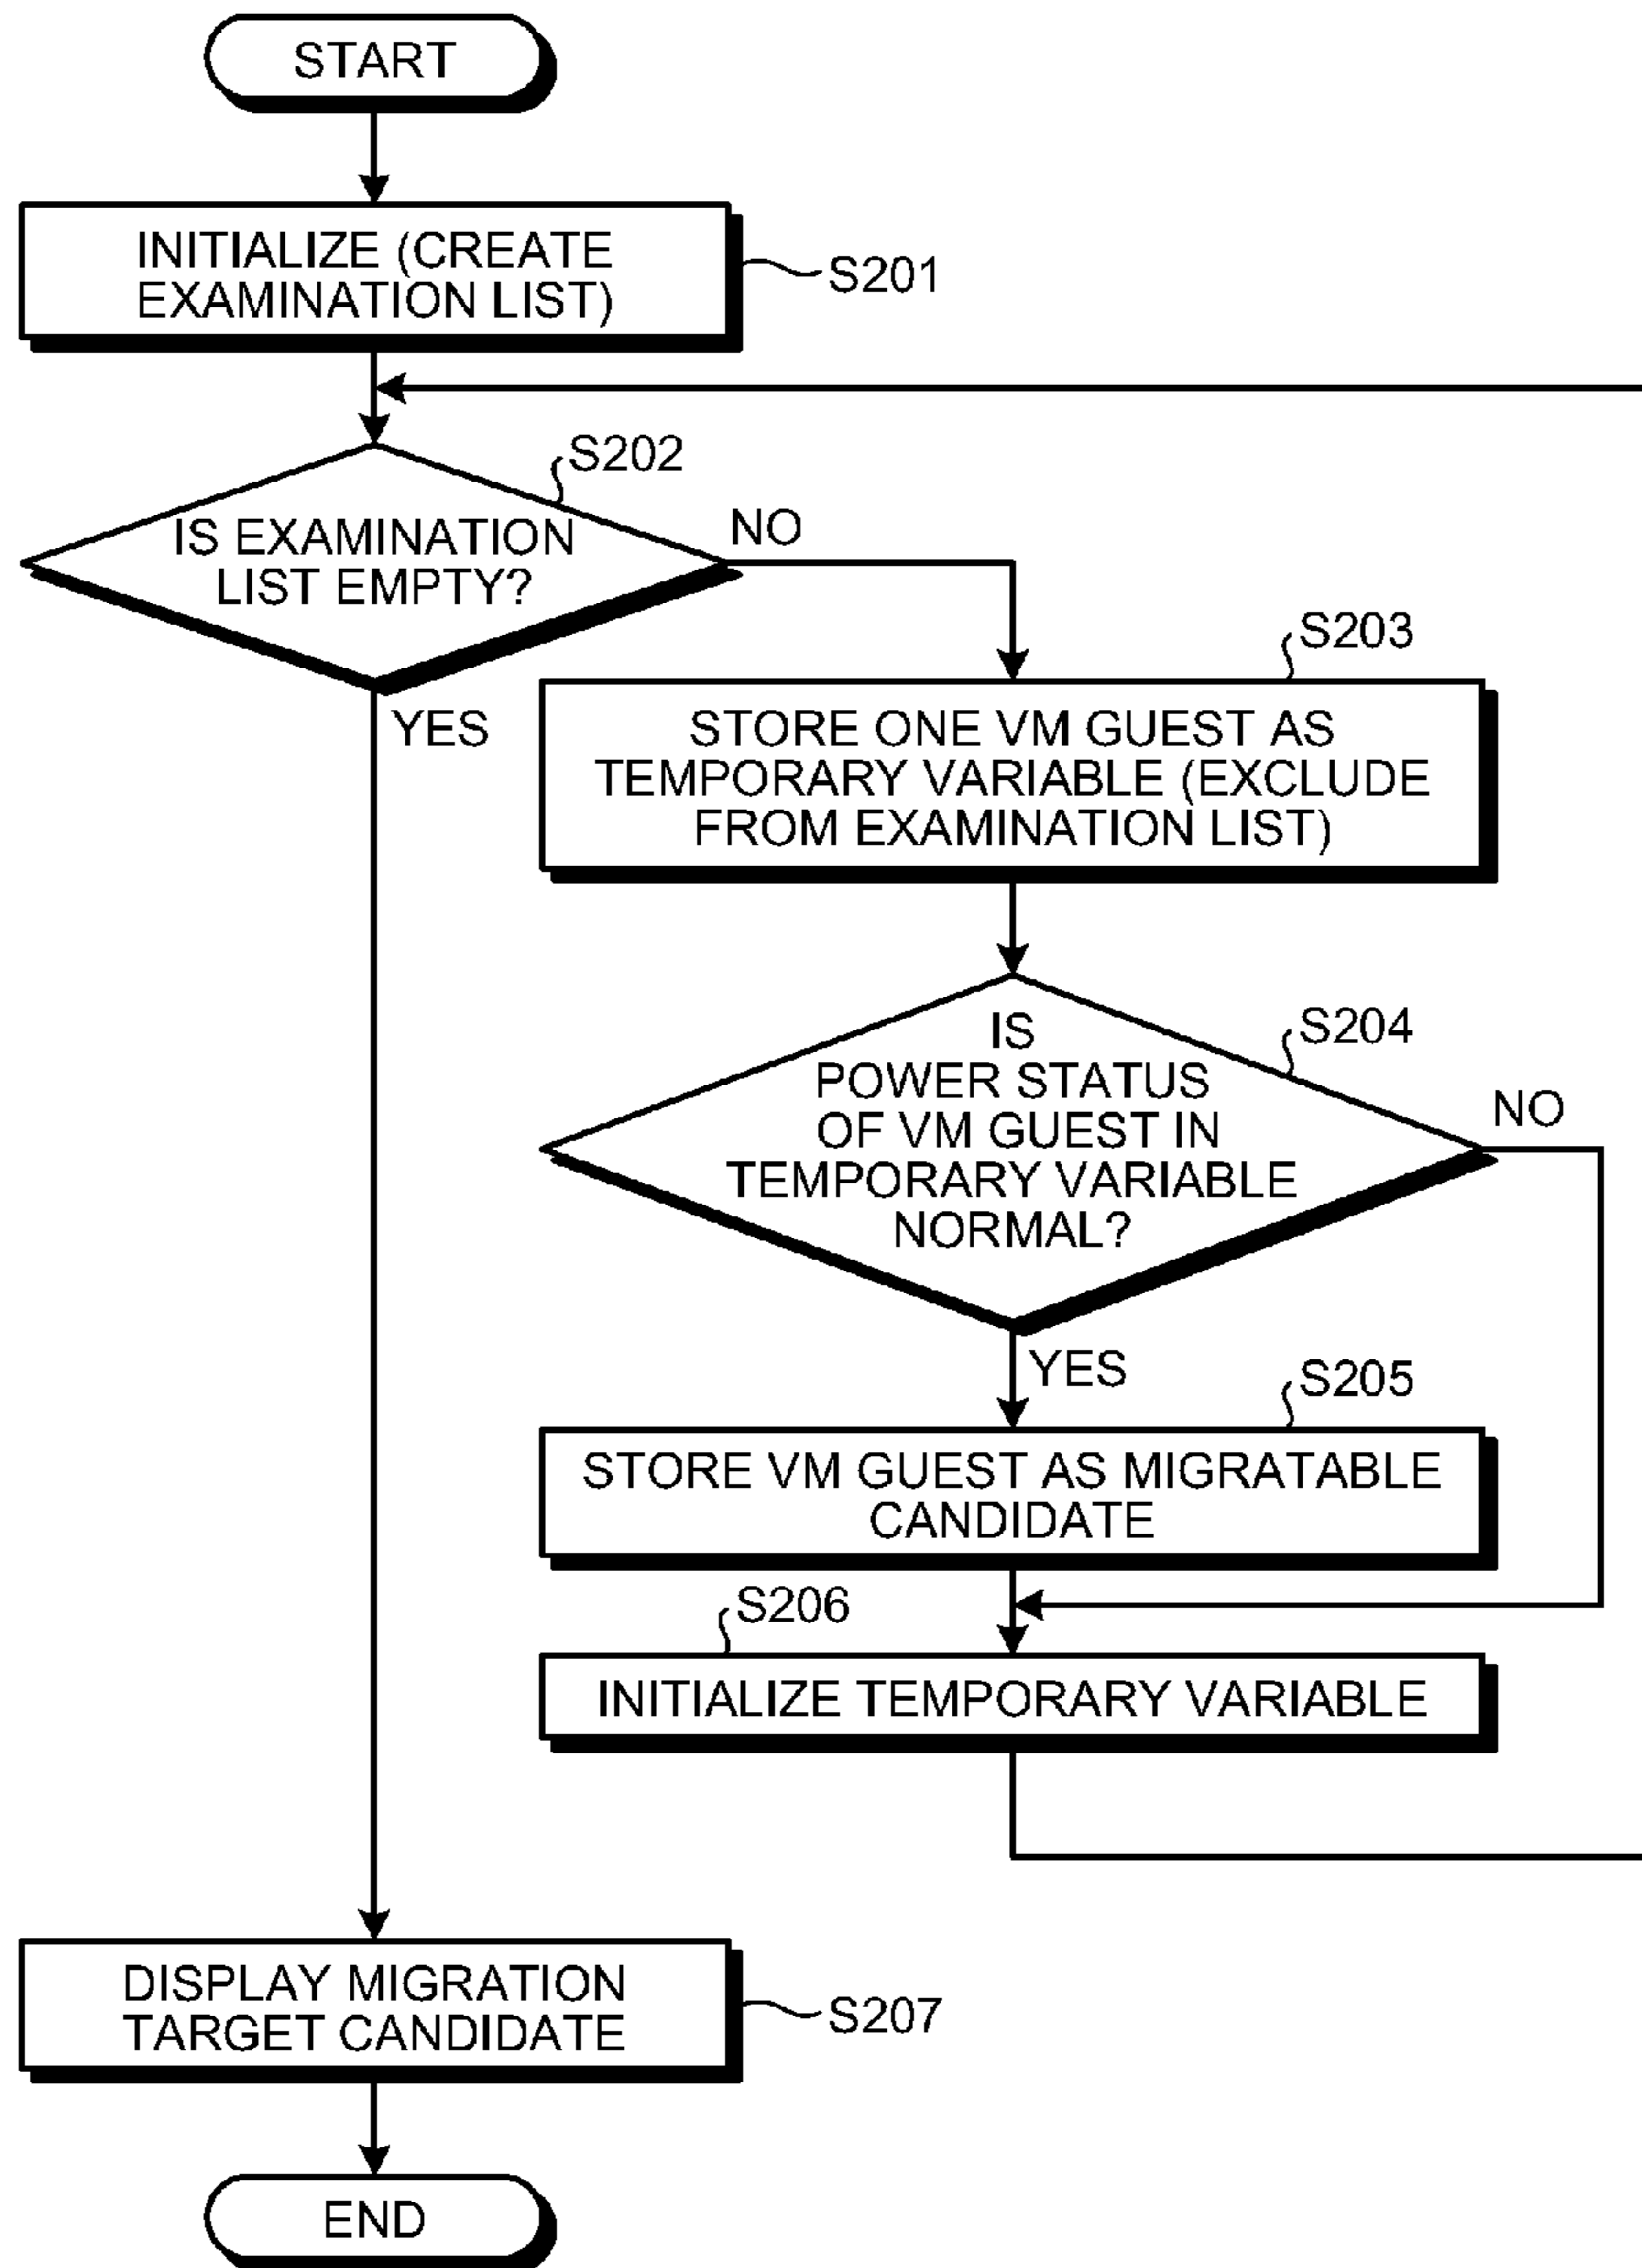 START
INITIALIZE (CREATE
EXAMINATION LIST)
S201
S202
IS EXAMINATION
LIST EMPTY?
NO
YES
S203
STORE ONE VM GUEST AS
TEMPORARY VARIABLE (EXCLUDE
FROM EXAMINATION LIST)
S204
IS
POWER STATUS
OF VM GUEST IN
TEMPORARY VARIABLE
NORMAL?
NO
YES
S205
STORE VM GUEST AS MIGRATABLE
CANDIDATE
S206
INITIALIZE TEMPORARY VARIABLE
DISPLAY MIGRATION
TARGET CANDIDATE
S207
END